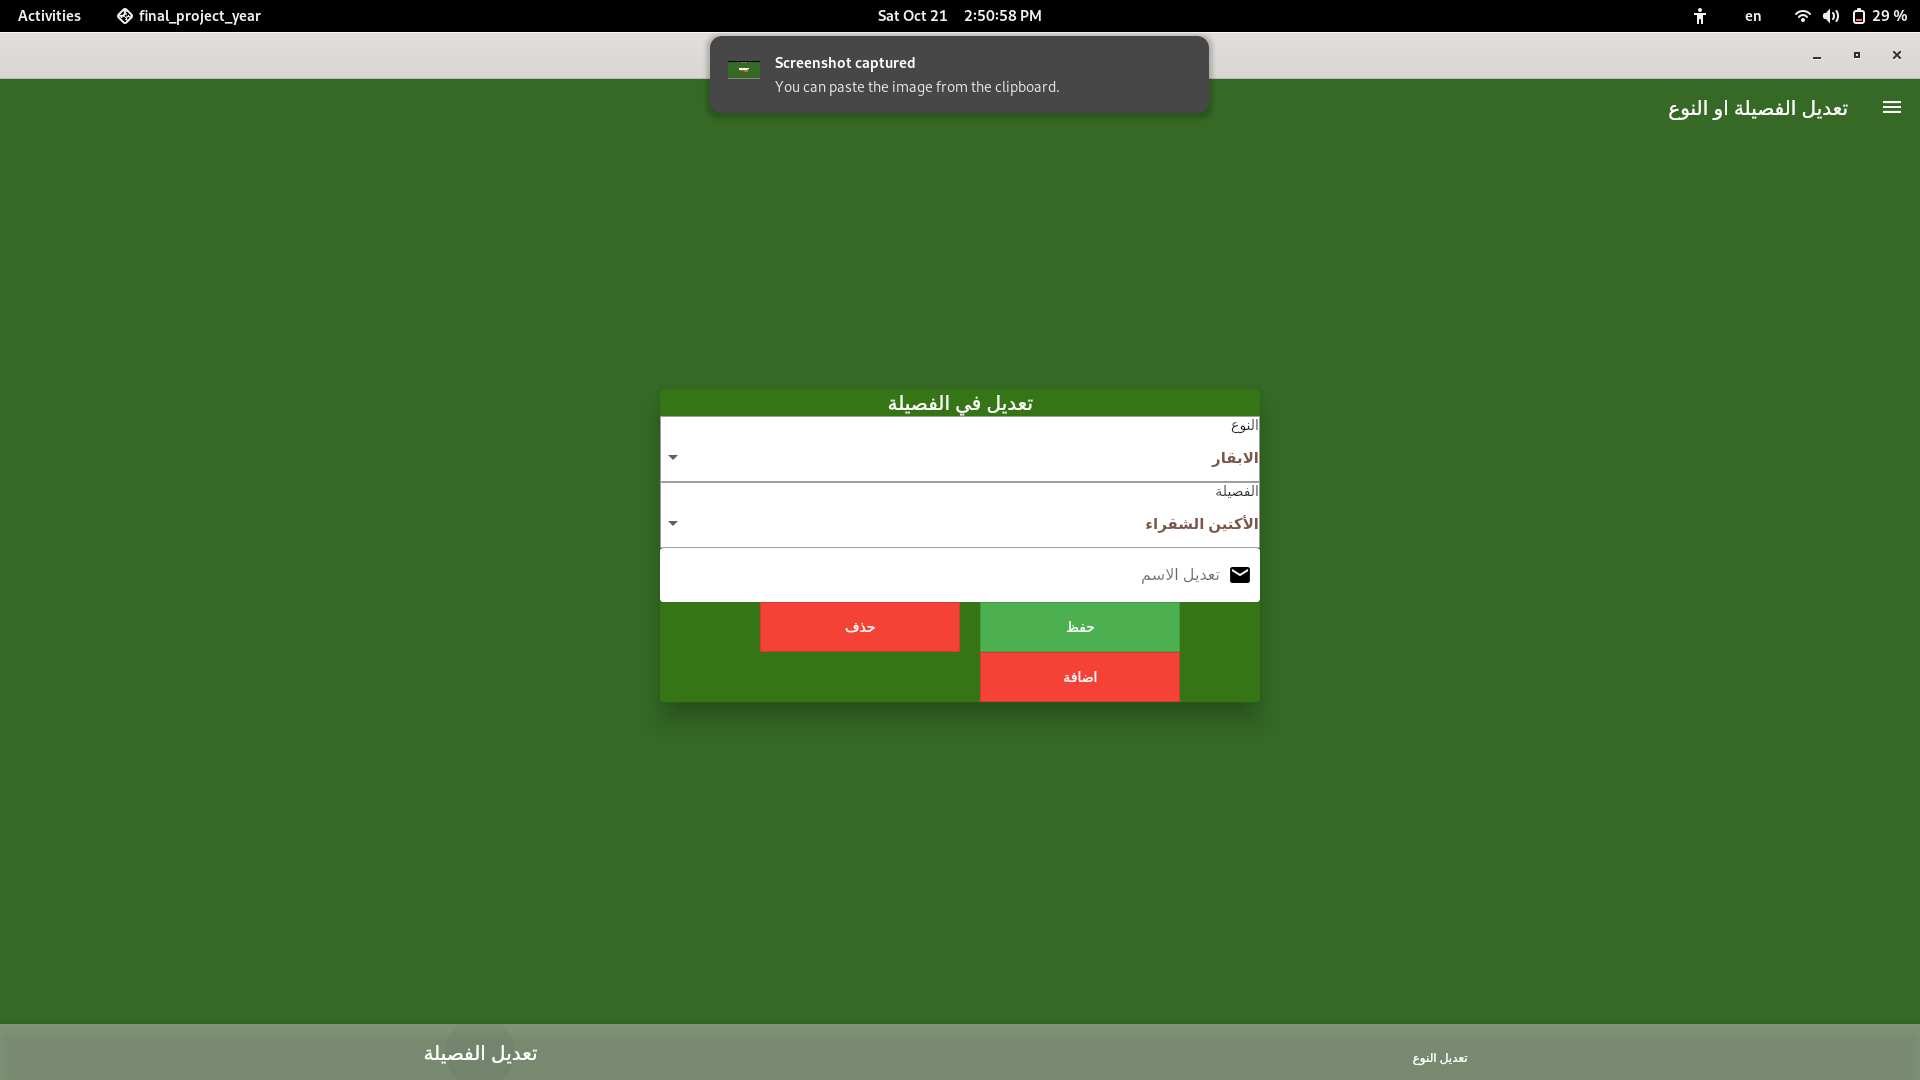 Activities
final_project_year
Sat Oct 21 2:50:58 PM
en
29 %
Screenshot captured
You can paste the image from the clipboard.
تعديل الفصيلة او النوع
تعديل في الفصيلة
النوع
الابقار
الفصيلة
الأكتين الشقراء
تعديل الاسم
حفظ
حذف
اضافة
تعديل النوع
تعديل الفصيلة